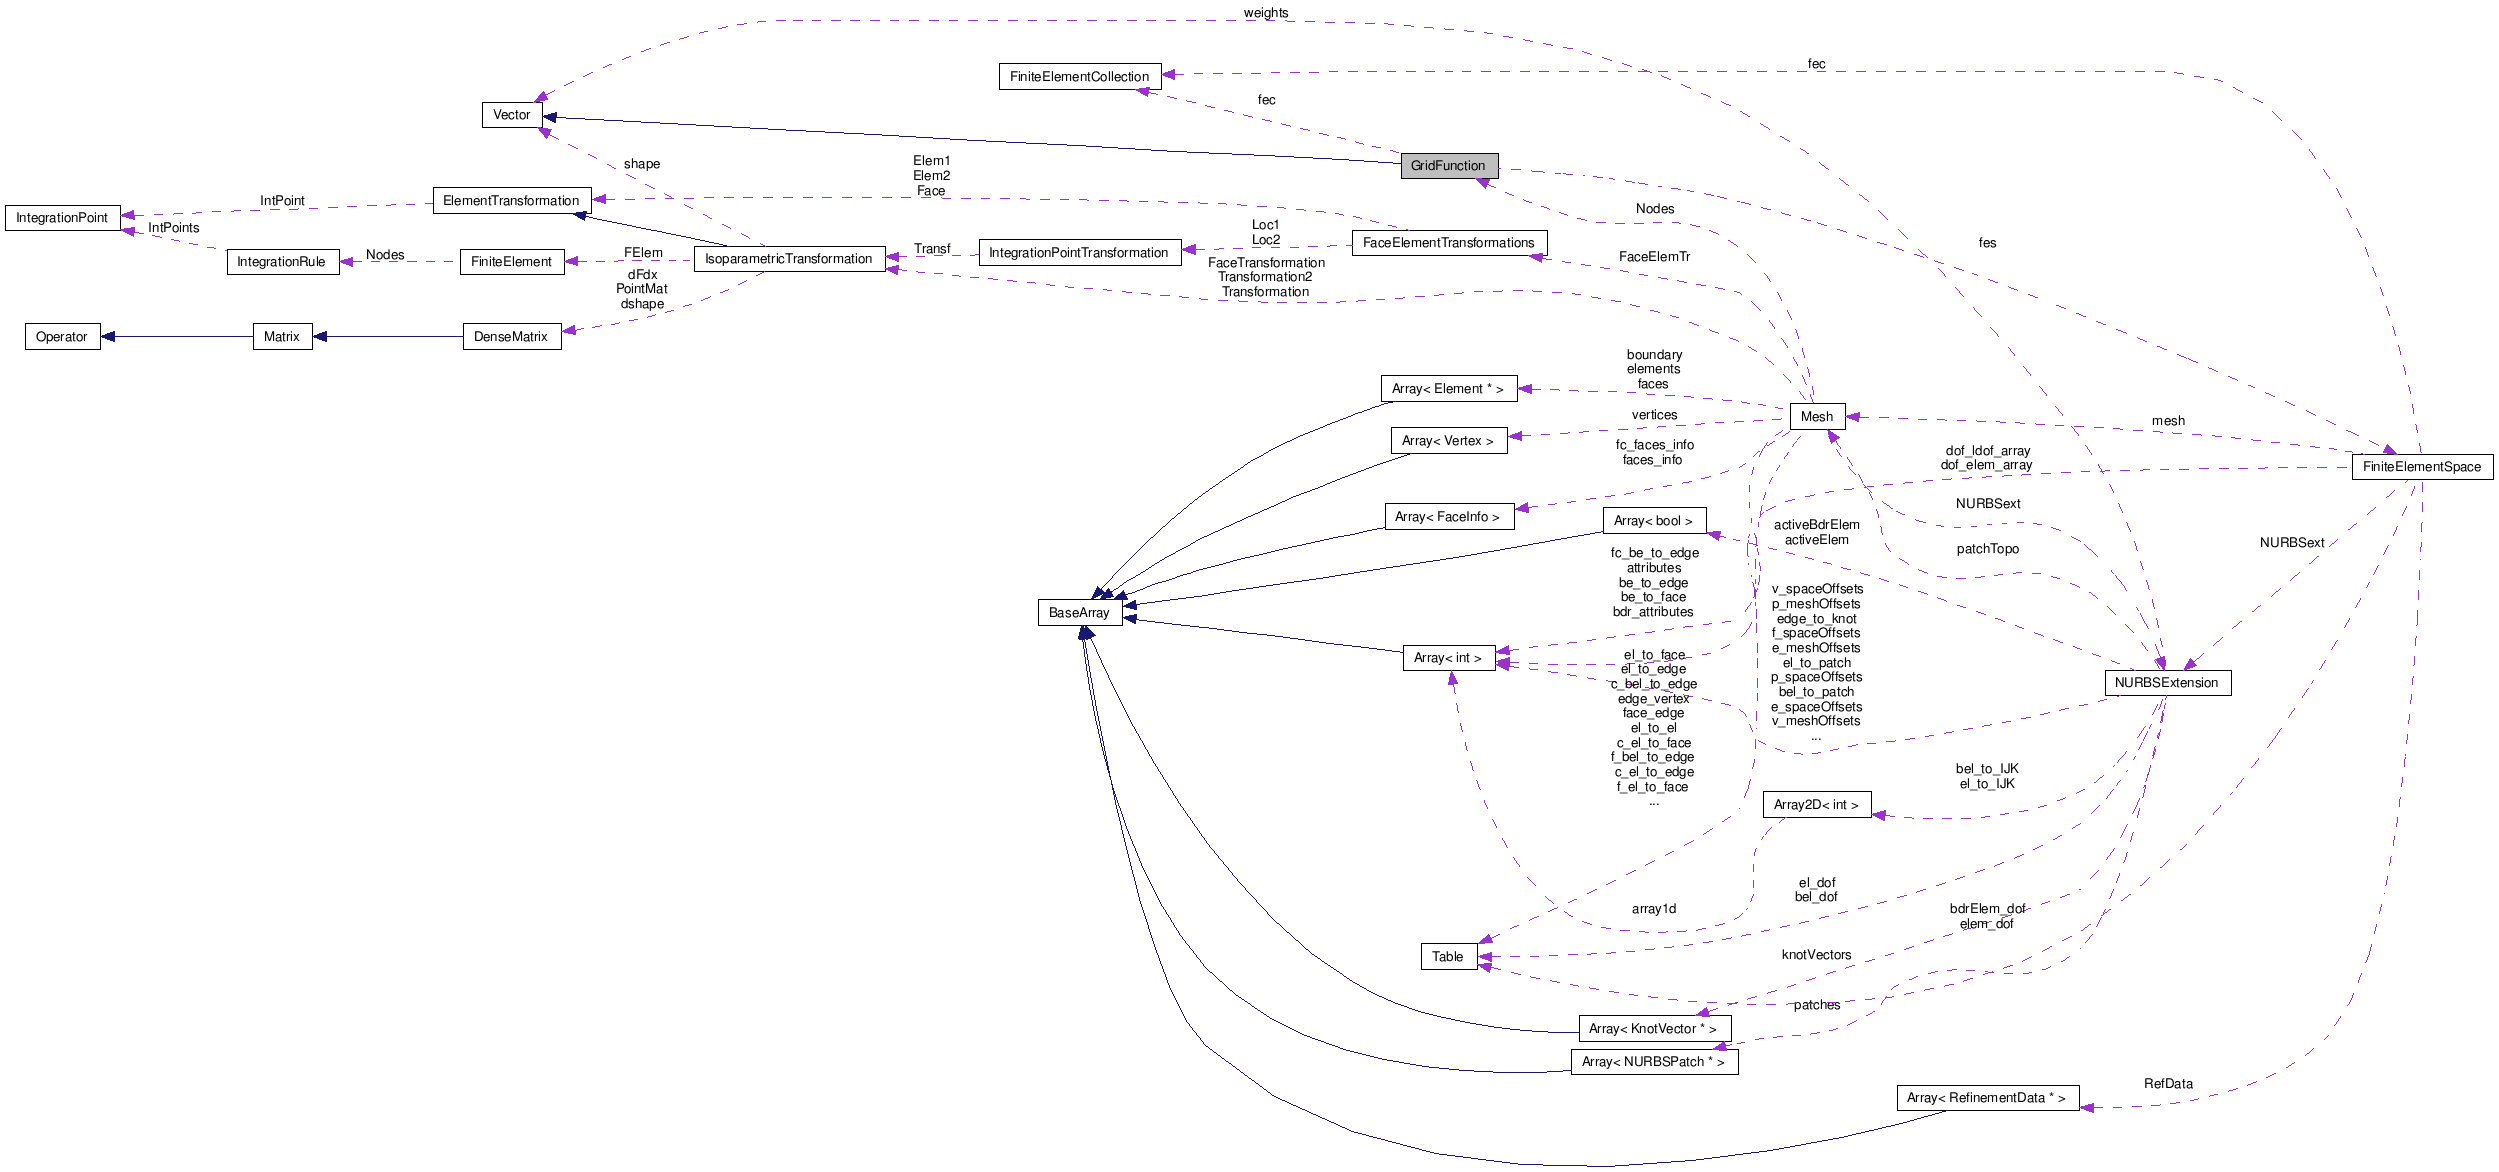 weights
FiniteElementCollection
fec
fec
Vector
GridFunction
shape
Elem1
Elem2
Face
ElementTransformation
IntPoint
IntegrationPoint
IntPoints
Nodes
fes
Loc1
Loc2
FaceElementTransformations
IntegrationRule
Nodes
FiniteElement
FElem
IsoparametricTransformation
Transf
IntegrationPointTransformation
FaceElemTr
dFdx
PointMat
dshape
FaceTransformation
Transformation2
Transformation
Operator
Matrix
DenseMatrix
boundary
elements
faces
Array< Element * >
Mesh
vertices
Array< Vertex >
mesh
fc_faces_info
faces_info
dof_ldof_array
dof_elem_array
FiniteElementSpace
Array< FaceInfo >
Array< bool >
NURBSext
activeBdrElem
activeElem
patchTopo
NURBSext
fc_be_to_edge
attributes
be_to_edge
be_to_face
bdr_attributes
BaseArray
v_spaceOffsets
p_meshOffsets
edge_to_knot
f_spaceOffsets
e_meshOffsets
el_to_patch
p_spaceOffsets
bel_to_patch
e_spaceOffsets
v_meshOffsets
...
Array< int >
NURBSExtension
el_to_face
el_to_edge
c_bel_to_edge
edge_vertex
face_edge
el_to_el
c_el_to_face
f_bel_to_edge
c_el_to_edge
f_el_to_face
...
bel_to_IJK
el_to_IJK
Array2D< int >
el_dof
bel_dof
array1d
bdrElem_dof
elem_dof
Table
knotVectors
patches
Array< KnotVector * >
Array< NURBSPatch * >
RefData
Array< RefinementData * >